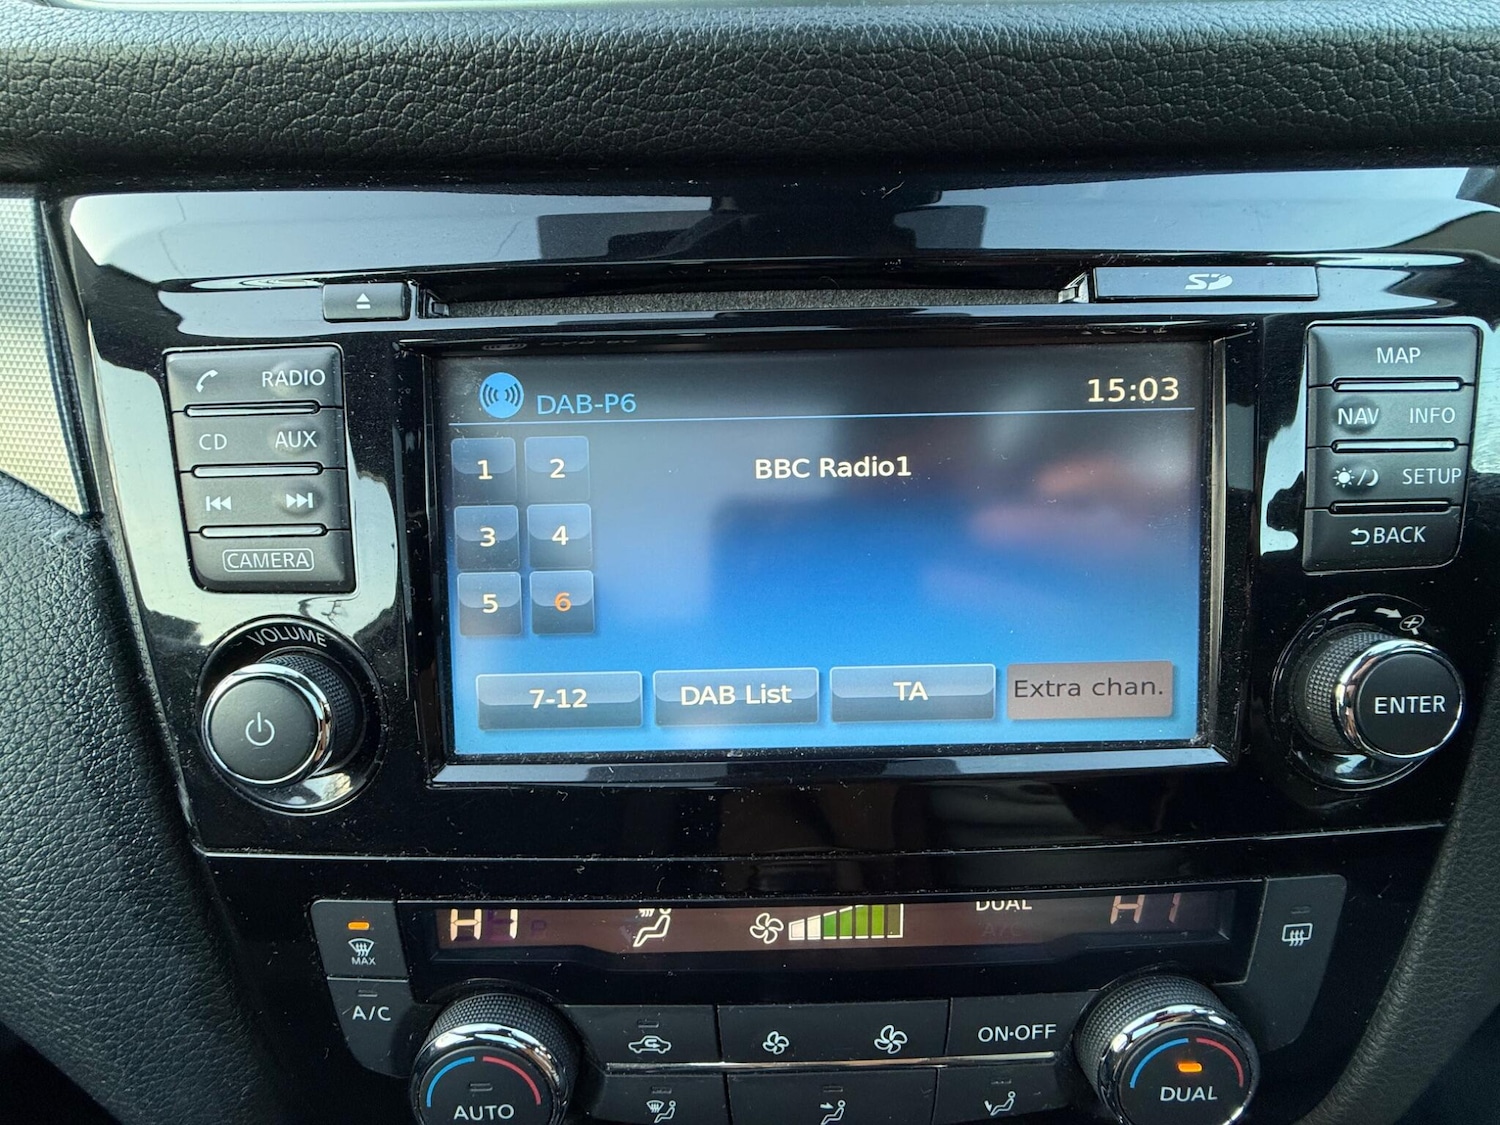 SD
RADIO
CD AUX
CAMERA
VOLUME
MAP
NAV INFO
SETUP
BACK
ENTER
DAB-P6 15:03
1 2
BBC Radio1
3 4
5 6
7-12 DAB List TA Extra chan.
HI DUAL HI
A/C
MAX
A/C
AUTO
ON·OFF
DUAL